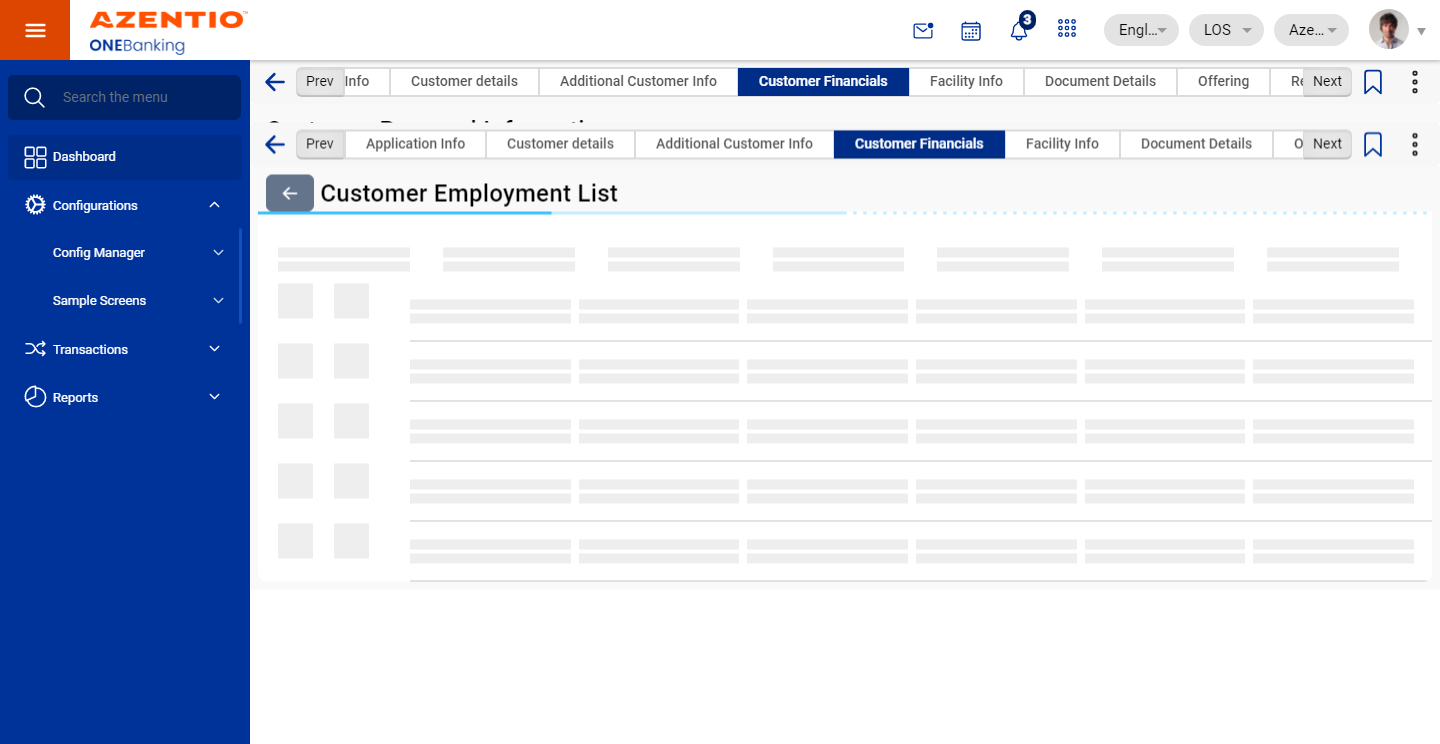 AZENTIO™
ONEBanking
3
Engl...
LOS
Aze...
Search the menu
Dashboard
Configurations
Config Manager
Sample Screens
Transactions
Reports
Prev
Info
Customer details
Additional Customer Info
Customer Financials
Facility Info
Document Details
Offering
Re
Next
Prev
Application Info
Customer details
Additional Customer Info
Customer Financials
Facility Info
Document Details
O
Next
Customer Employment List